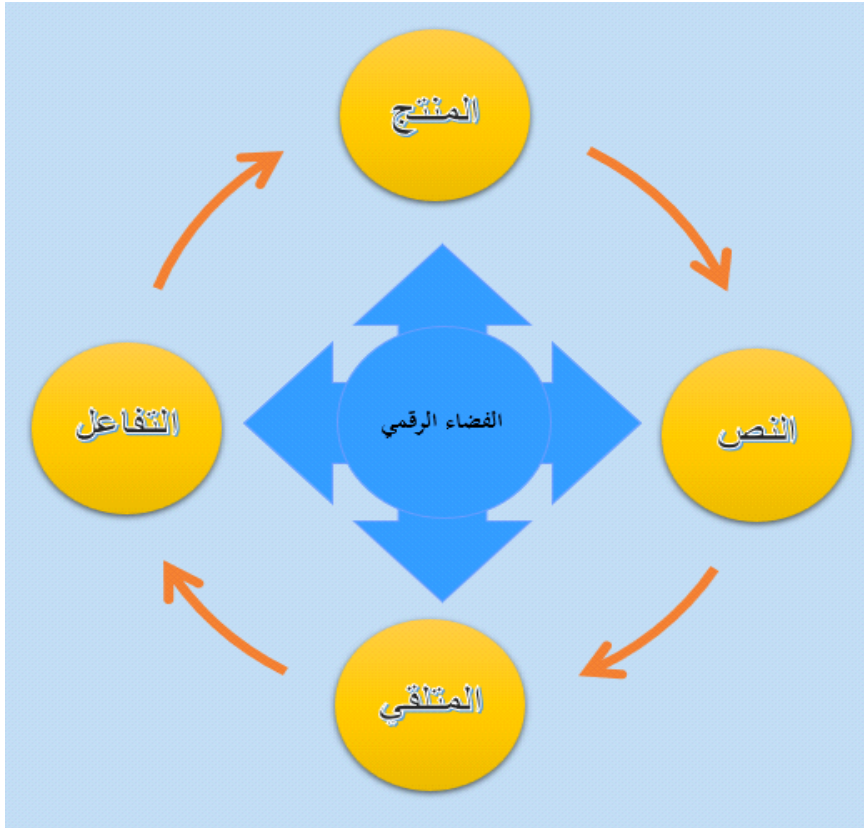 المنتج
النص
الفضاء الرقمي
التفاعل
المتلقي